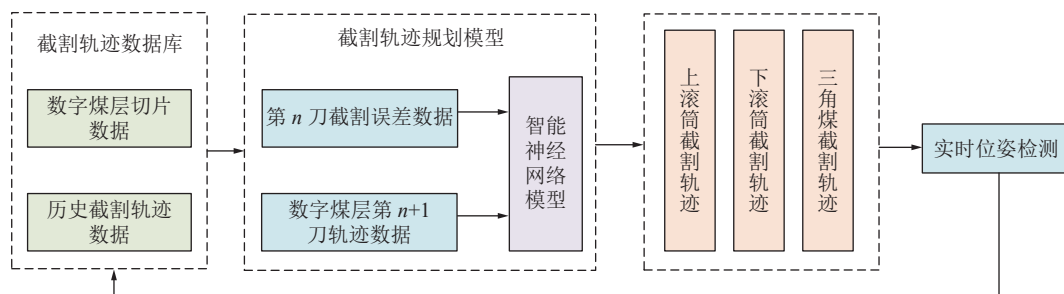 截割轨迹数据库
数字煤层切片
数据
历史截割轨迹
数据
截割轨迹规划模型
第 n 刀截割误差数据
数字煤层第 n+1
刀轨迹数据
智能
神经
网络
模型
上滚筒截割轨迹
下滚筒截割轨迹
三角煤截割轨迹
实时位姿检测